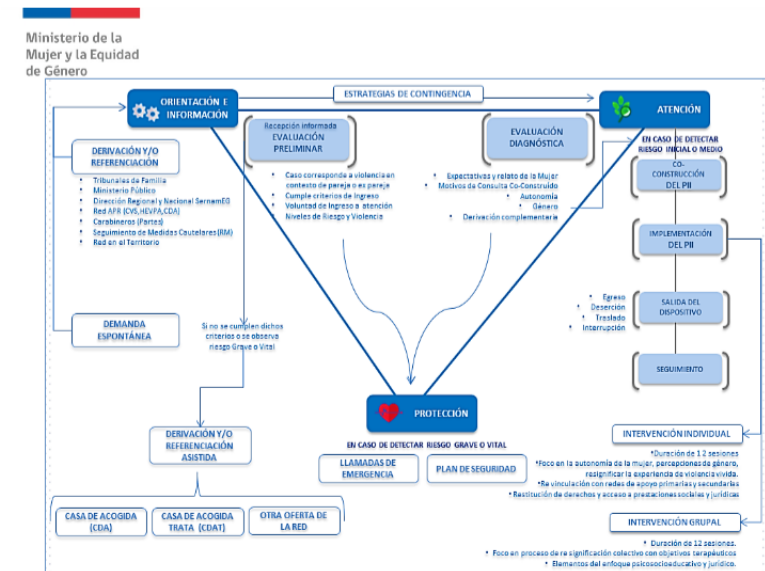 Ministerio de la
Mujer y la Equidad
de Género
ORIENTACIÓN E
INFORMACIÓN
ESTRATEGIAS DE CONTINGENCIA
ATENCIÓN
DERIVACIÓN Y/O
REFERENCIACIÓN
• Tribunales de Familia
• Ministerio Público
• Dirección Regional y Nacional SernamEG
• Red APR (CVS,HEVPA,CDA)
• Carabineros (Partes)
• Seguimiento de Medidas Cautelares (RM)
• Red en el Territorio
DEMANDA
ESPONTÁNEA
Recepción informada
EVALUACIÓN
PRELIMINAR
• Caso corresponde a violencia en
contexto de pareja o ex pareja
• Cumple criterios de Ingreso
• Voluntad de Ingreso a atención
• Niveles de Riesgo y Violencia
EVALUACIÓN
DIAGNÓSTICA
• Expectativas y relato de la Mujer
• Motivos de Consulta Co-Construido
• Autonomía
• Género
• Derivación complementaria
EN CASO DE DETECTAR
RIESGO INICIAL O MEDIO
CO-
CONSTRUCCIÓN
DEL PII
IMPLEMENTACIÓN
DEL PII
• Egreso
• Deserción
• Traslado
• Interrupción
SALIDA DEL
DISPOSITIVO
SEGUIMIENTO
Si no se cumplen dichos
criterios o se observa
riesgo Grave o Vital
DERIVACIÓN Y/O
REFERENCIACIÓN
ASISTIDA
CASA DE ACOGIDA
(CDA)
CASA DE ACOGIDA
TRATA (CDAT)
OTRA OFERTA DE
LA RED
PROTECCIÓN
EN CASO DE DETECTAR RIESGO GRAVE O VITAL
LLAMADAS DE
EMERGENCIA
PLAN DE SEGURIDAD
INTERVENCIÓN INDIVIDUAL
•Duración de 12 sesiones
•Foco en la autonomía de la mujer, percepciones de género,
resignificar la experiencia de violencia vivida.
•Re vinculación con redes de apoyo primarias y secundarias
•Restitución de derechos y acceso a prestaciones sociales y jurídicas
INTERVENCIÓN GRUPAL
• Duración de 12 sesiones.
• Foco en proceso de re significación colectivo con objetivos terapéuticos
• Elementos del enfoque psicosocioeducativo y jurídico.